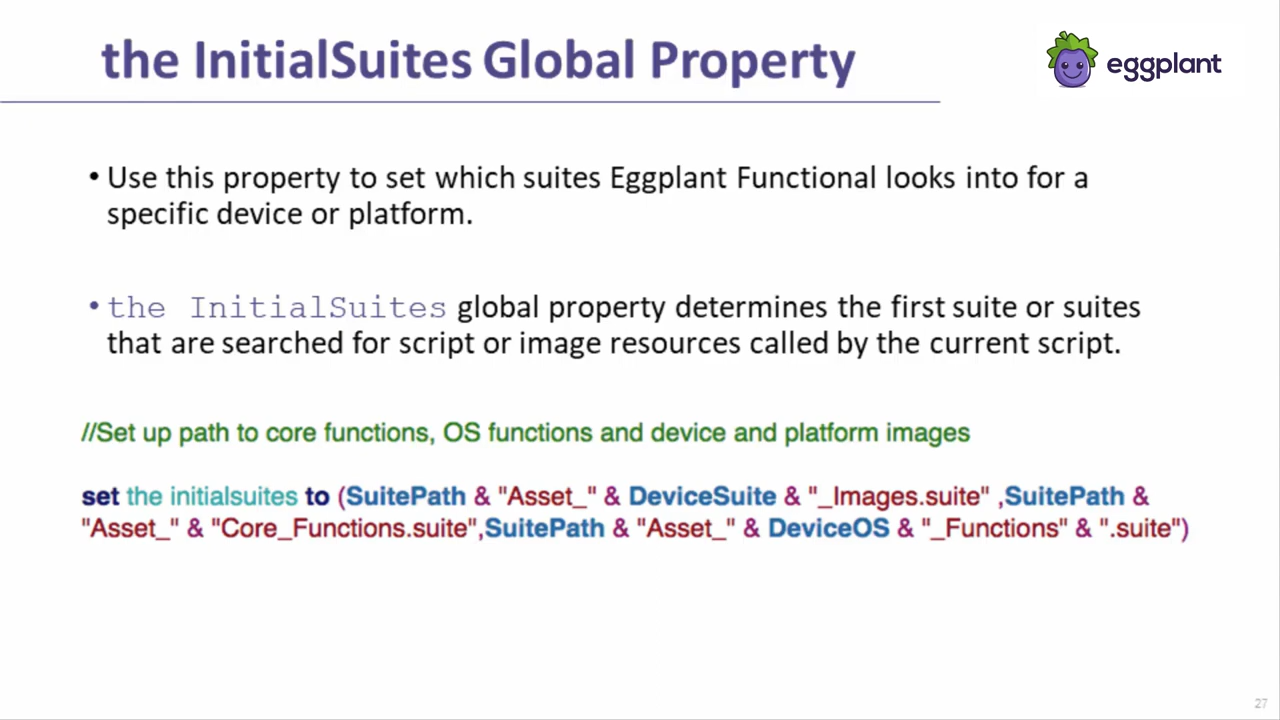 the InitialSuites Global Property
eggplant
• Use this property to set which suites Eggplant Functional looks into for a
specific device or platform.
• the InitialSuites global property determines the first suite or suites
that are searched for script or image resources called by the current script.
//Set up path to core functions, OS functions and device and platform images
set the initialsuites to (SuitePath & "Asset_" & DeviceSuite & "_Images.suite" ,SuitePath &
"Asset_" & "Core_Functions.suite",SuitePath & "Asset_" & DeviceOS & "_Functions" & ".suite")
27